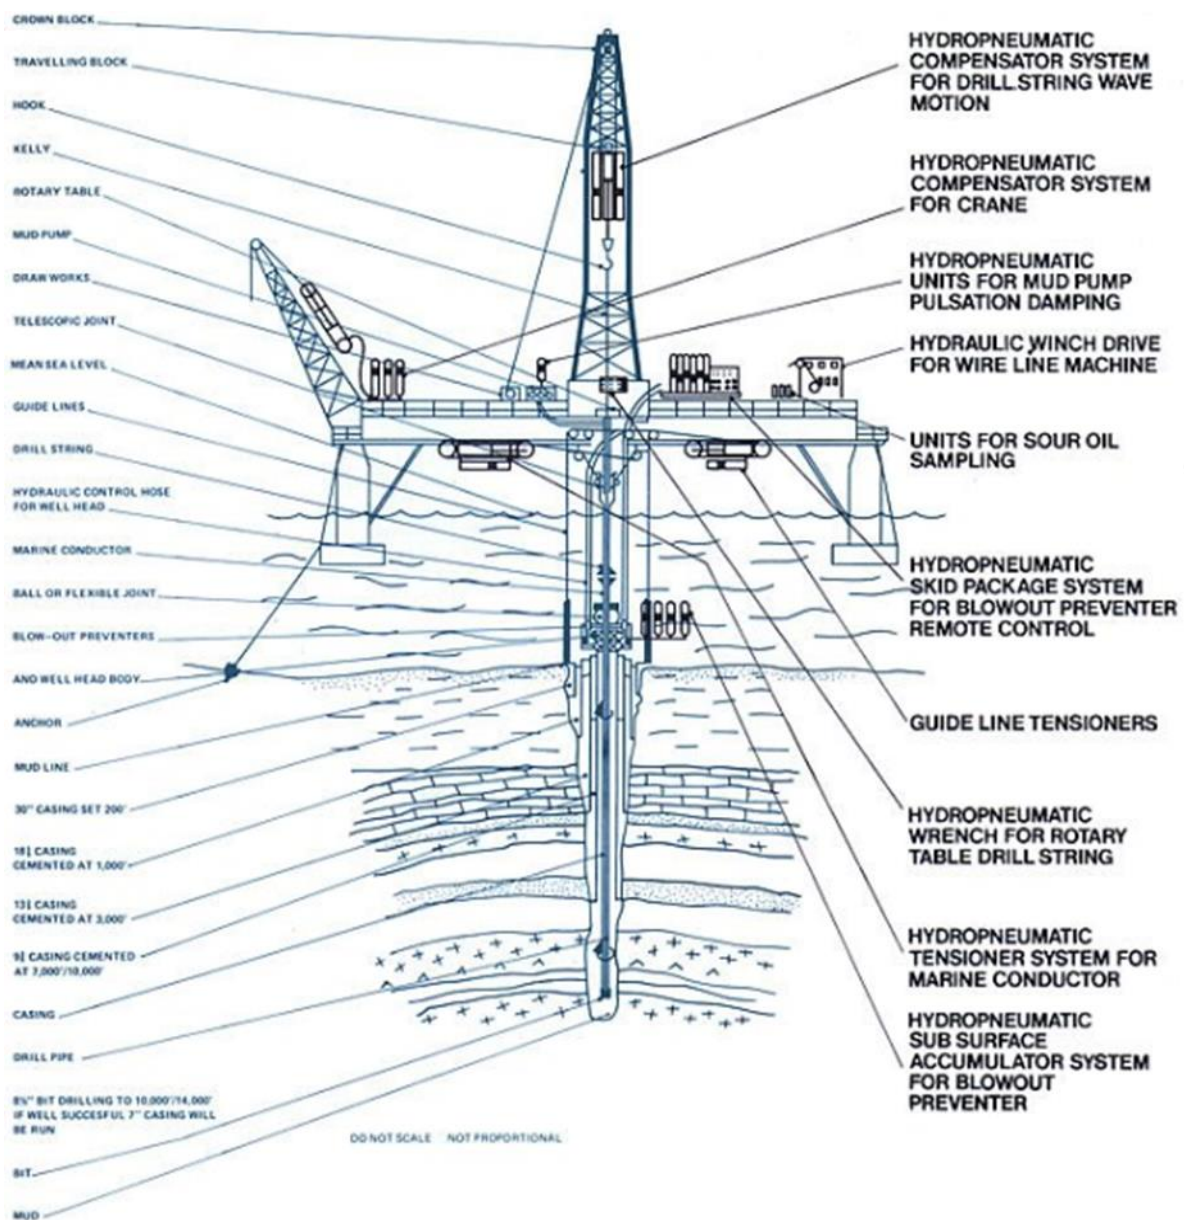 CROWN BLOCK
TRAVELLING BLOCK
HOOK
KELLY
ROTARY TABLE
MUD PUMP
DRAW WORKS
TELESCOPIC JOINT
MEAN SEA LEVEL
GUIDE LINES
DRILL STRING
HYDRAULIC CONTROL HOSE
FOR WELL HEAD
MARINE CONDUCTOR
BALL OR FLEXIBLE JOINT
BLOW-OUT PREVENTERS
AND WELL HEAD BODY
ANCHOR
MUD LINE
30" CASING SET 200'
18¾ CASING
CEMENTED AT 1,000'
13⅜ CASING
CEMENTED AT 3,000'
9⅝ CASING CEMENTED
AT 7,000'/10,000'
CASING
DRILL PIPE
8½" BIT DRILLING TO 10,000'/14,000'
IF WELL SUCCESFUL 7" CASING WILL
BE RUN
BIT
MUD
DO NOT SCALE NOT PROPORTIONAL
HYDROPNEUMATIC
COMPENSATOR SYSTEM
FOR DRILL STRING WAVE
MOTION
HYDROPNEUMATIC
COMPENSATOR SYSTEM
FOR CRANE
HYDROPNEUMATIC
UNITS FOR MUD PUMP
PULSATION DAMPING
HYDRAULIC WINCH DRIVE
FOR WIRE LINE MACHINE
UNITS FOR SOUR OIL
SAMPLING
HYDROPNEUMATIC
SKID PACKAGE SYSTEM
FOR BLOWOUT PREVENTER
REMOTE CONTROL
GUIDE LINE TENSIONERS
HYDROPNEUMATIC
WRENCH FOR ROTARY
TABLE DRILL STRING
HYDROPNEUMATIC
TENSIONER SYSTEM FOR
MARINE CONDUCTOR
HYDROPNEUMATIC
SUB SURFACE
ACCUMULATOR SYSTEM
FOR BLOWOUT
PREVENTER